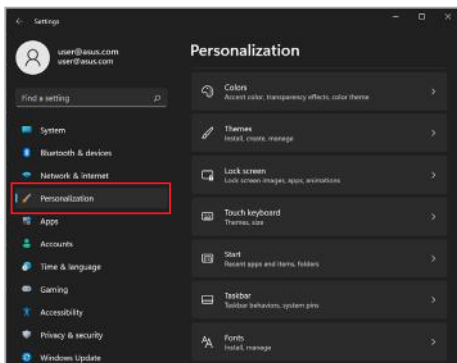 Settings
user@asus.com
user@asus.com
Find a setting
System
Bluetooth & devices
Network & internet
Personalization
Apps
Accounts
Time & language
Gaming
Accessibility
Privacy & security
Windows Update
Personalization
Colors
Accent color, transparency effects, color theme
Themes
Install, create, manage
Lock screen
Lock screen images, apps, animations
Touch keyboard
Themes, size
Start
Recent apps and items, folders
Taskbar
Taskbar behaviors, system pins
Fonts
Install, manage